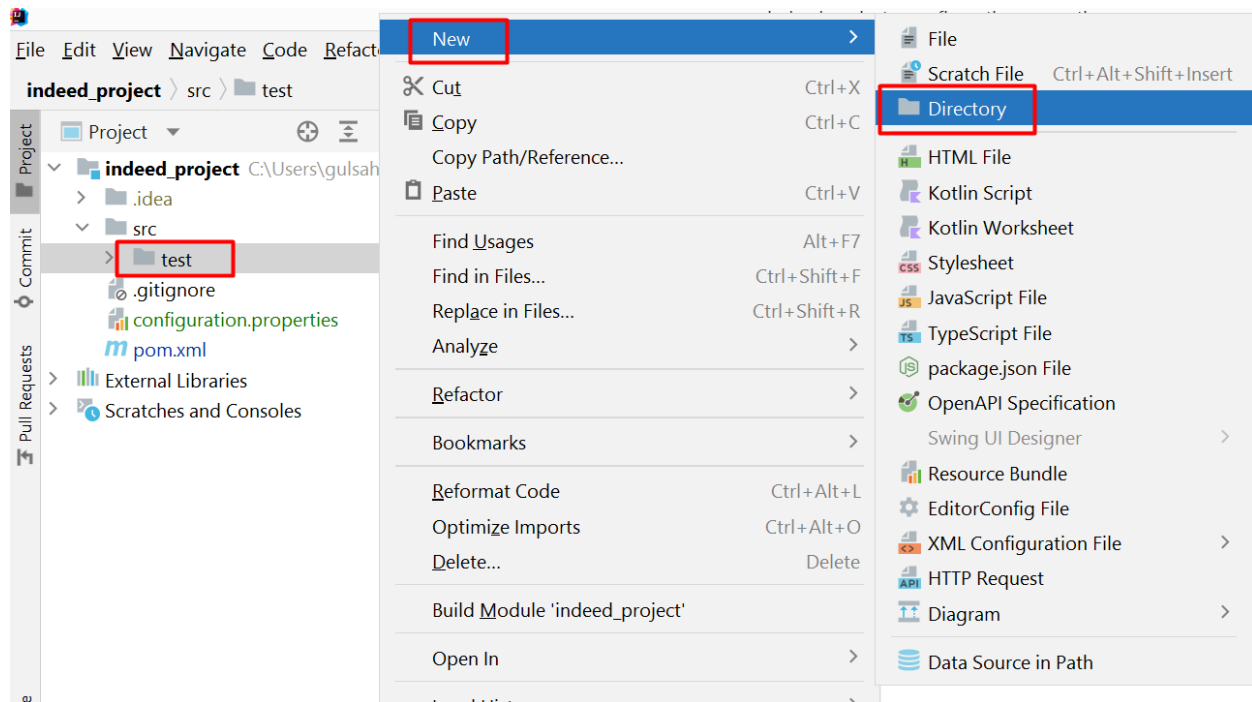 File Edit View Navigate Code
indeed_project src test
Project
Project
Commit
Pull Requests
indeed_project C:\Users\gulsah
.idea
src
test
.gitignore
configuration.properties
pom.xml
External Libraries
Scratches and Consoles
New
Cut Ctrl+X
Copy Ctrl+C
Copy Path/Reference...
Paste Ctrl+V
Find Usages Alt+F7
Find in Files... Ctrl+Shift+F
Replace in Files... Ctrl+Shift+R
Analyze
Refactor
Bookmarks
Reformat Code Ctrl+Alt+L
Optimize Imports Ctrl+Alt+O
Delete... Delete
Build Module 'indeed_project'
Open In
File
Scratch File Ctrl+Alt+Shift+Insert
Directory
H HTML File
Kotlin Script
Kotlin Worksheet
CSS Stylesheet
JS JavaScript File
TS TypeScript File
package.json File
OpenAPI Specification
Swing UI Designer
Resource Bundle
EditorConfig File
XML Configuration File
API HTTP Request
Diagram
Data Source in Path